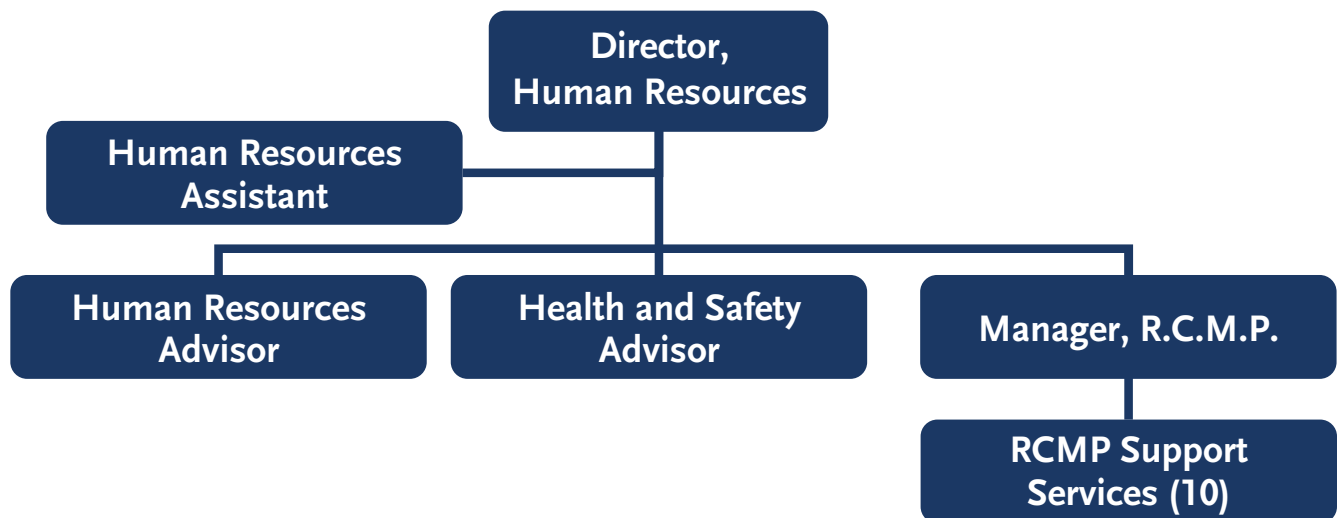 Director,
Human Resources
Human Resources
Assistant
Human Resources
Advisor
Health and Safety
Advisor
Manager, R.C.M.P.
RCMP Support
Services (10)